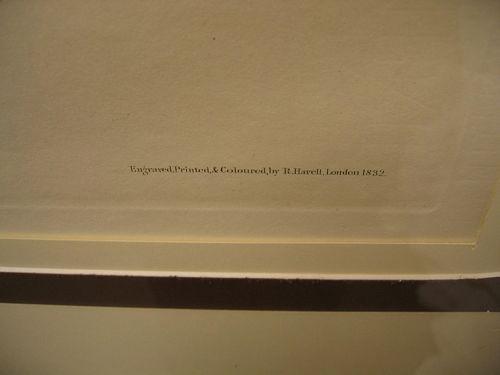 Engraved, Printed, & Coloured, by R. Havell, London 1832.